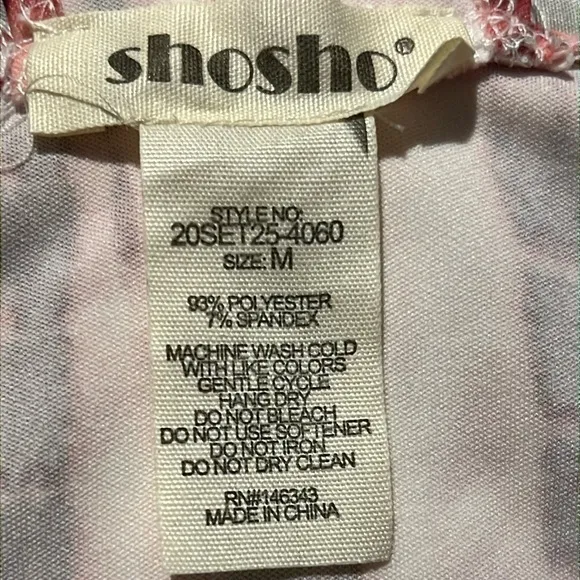 shosho®
STYLE NO:
20SET25-4060
SIZE: M
93% POLYESTER
7% SPANDEX
MACHINE WASH COLD
WITH LIKE COLORS
GENTLE CYCLE
HANG DRY
DO NOT BLEACH
DO NOT USE SOFTENER
DO NOT IRON
DO NOT DRY CLEAN
RN#146343
MADE IN CHINA